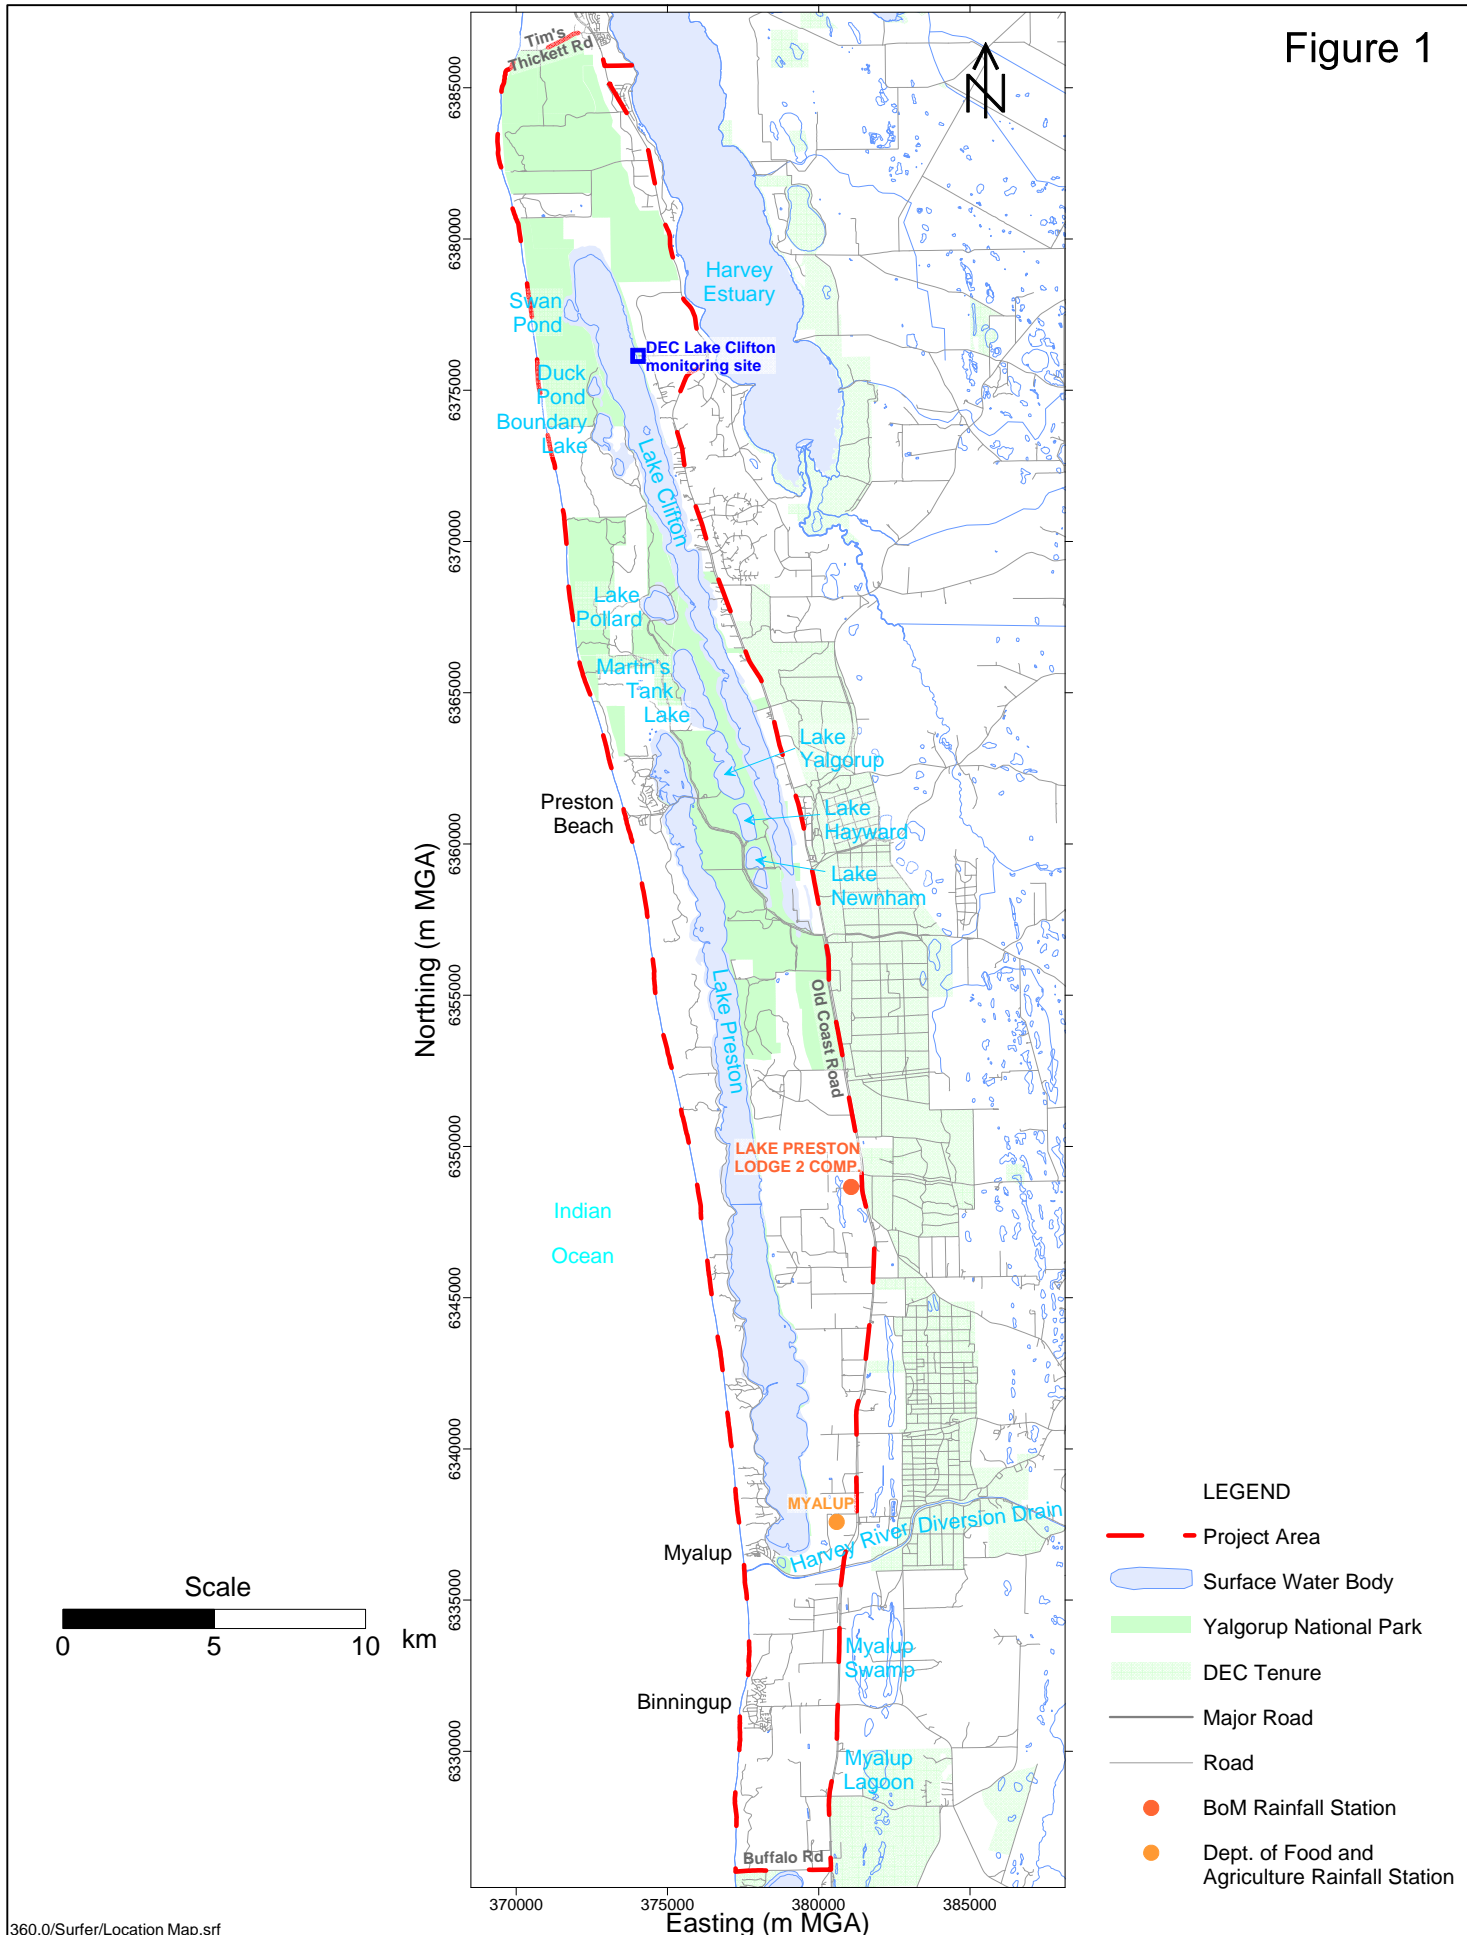 Figure 1
Tim's
Thickett Rd
Harvey
Estuary
Swan
Pond
DEC Lake Clifton
monitoring site
Duck
Pond
Boundary
Lake
Lake Clifton
Lake
Pollard
Martin's
Tank
Lake
Lake
Yalgorup
Preston
Beach
Lake
Hayward
Lake
Newnham
Lake Preston
Old Coast Road
LAKE PRESTON
LODGE 2 COMP.
Indian
Ocean
MYALUP
Harvey River Diversion Drain
Myalup
Myalup
Swamp
Binningup
Myalup
Lagoon
Buffalo Rd
Northing (m MGA)
6385000
6380000
6375000
6370000
6365000
6360000
6355000
6350000
6345000
6340000
6335000
6330000
370000
375000
380000
385000
Easting (m MGA)
Scale
0 5 10 km
LEGEND
Project Area
Surface Water Body
Yalgorup National Park
DEC Tenure
Major Road
Road
BoM Rainfall Station
Dept. of Food and
Agriculture Rainfall Station
360.0/Surfer/Location Map.srf